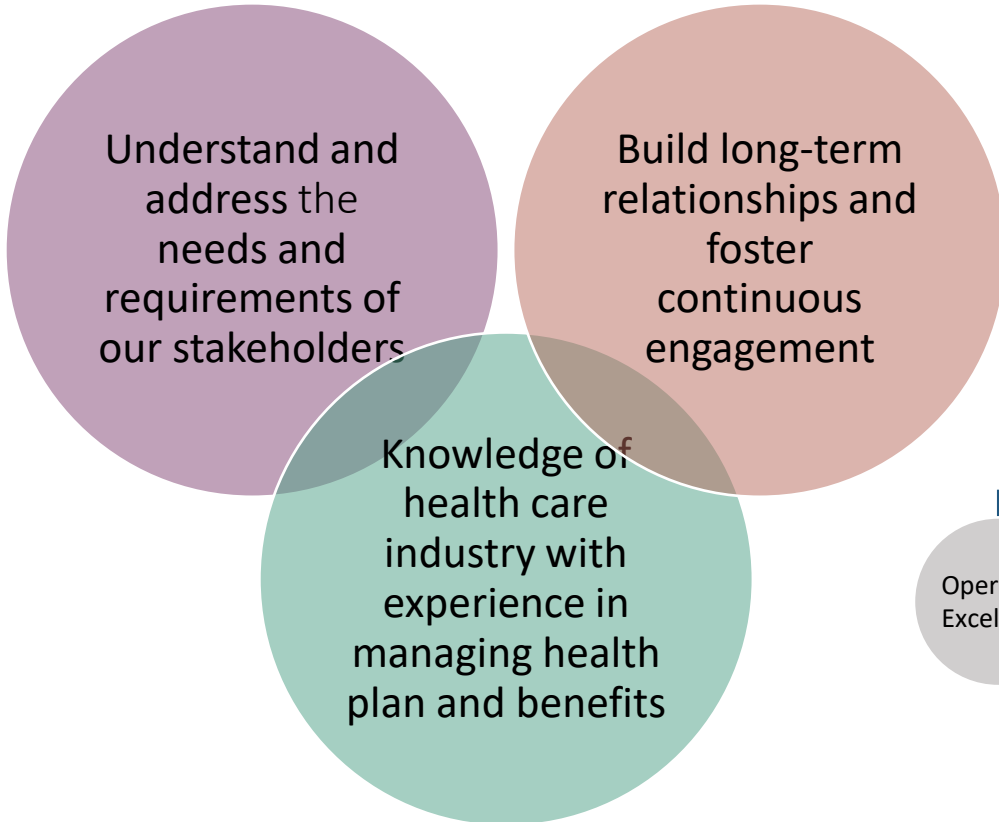 Understand and
address the
needs and
requirements of
our stakeholders
Build long-term
relationships and
foster
continuous
engagement
Knowledge of
health care
industry with
experience in
managing health
plan and benefits
Oper
Excel